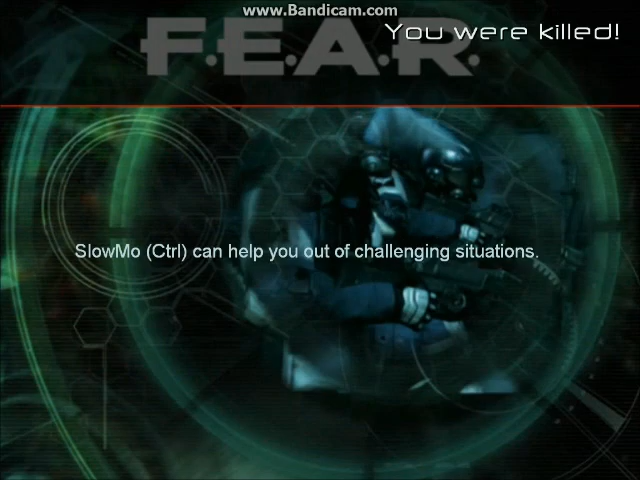 www.Bandicam.com
F.E.A.R.
You were killed!
SlowMo (Ctrl) can help you out of challenging situations.